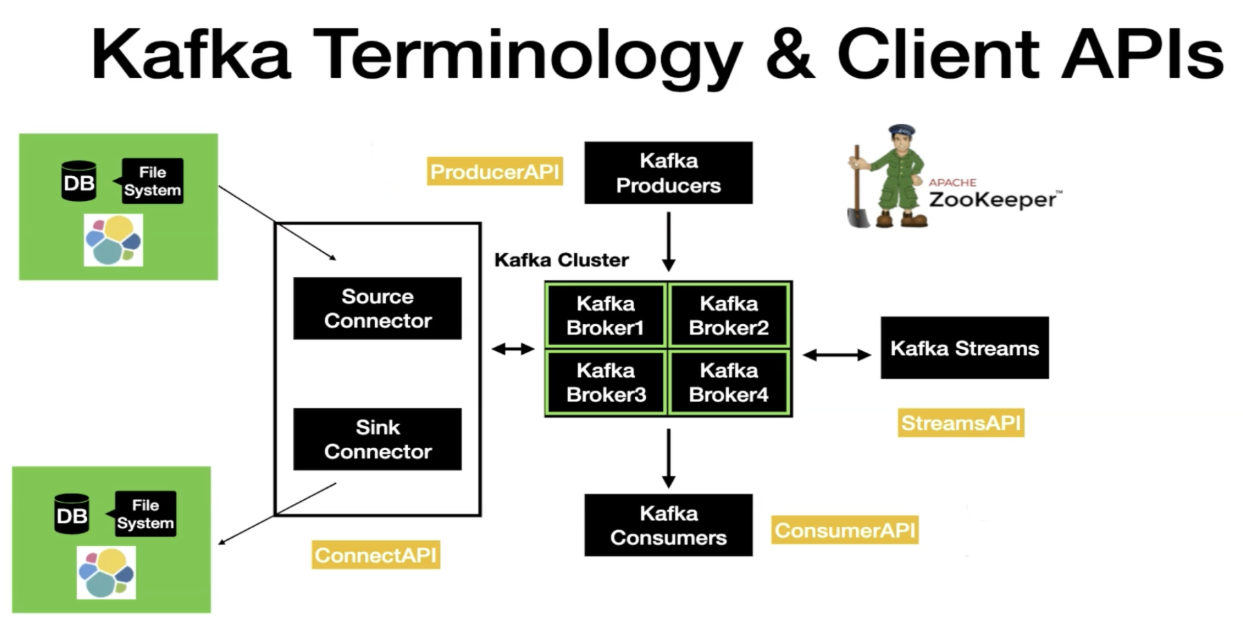 Kafka Terminology & Client APIs
DB
File
System
ProducerAPI
Kafka
Producers
APACHE
ZooKeeper™
Kafka Cluster
Source
Connector
Kafka
Broker1
Kafka
Broker2
Kafka
Broker3
Kafka
Broker4
Kafka Streams
StreamsAPI
Sink
Connector
DB
File
System
ConnectAPI
Kafka
Consumers
ConsumerAPI